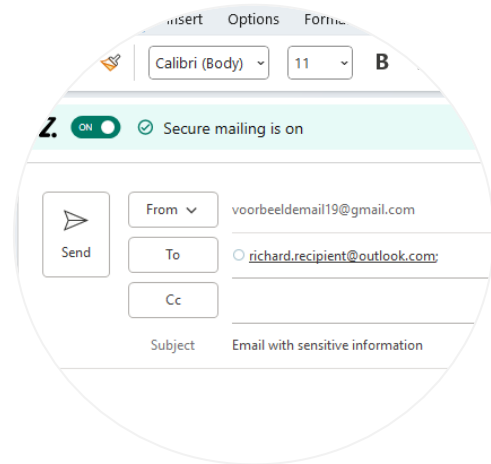 Insert Options
Calibri (Body) 11 B
Z. ON Secure mailing is on
From voorbeeldemail19@gmail.com
Send To richard.recipient@outlook.com;
Cc
Subject Email with sensitive information